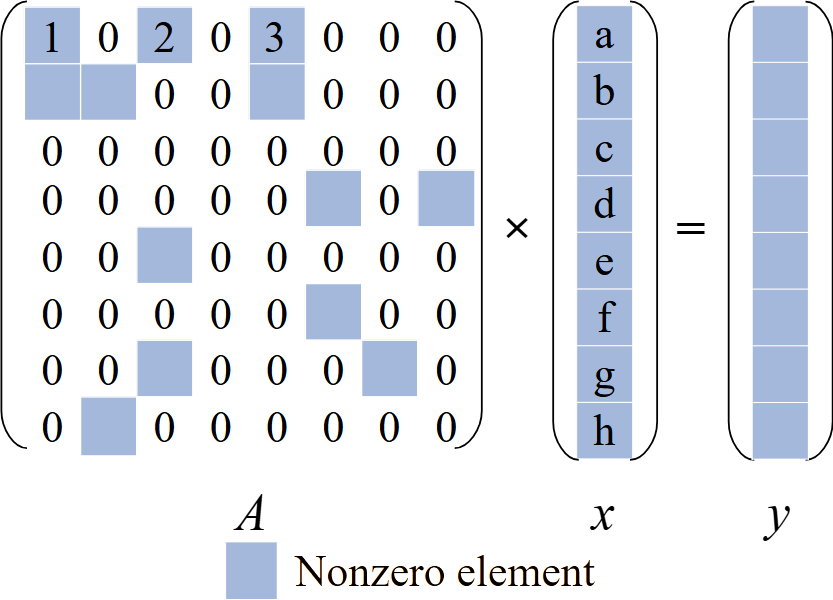 1 0 2 0 3 0 0 0
0 0 0 0 0
0 0 0 0 0 0 0 0
0 0 0 0 0 0
0 0 0 0 0 0 0
0 0 0 0 0 0 0
0 0 0 0 0 0
0 0 0 0 0 0 0
×
a
b
c
d
e
f
g
h
=
A x y
Nonzero element